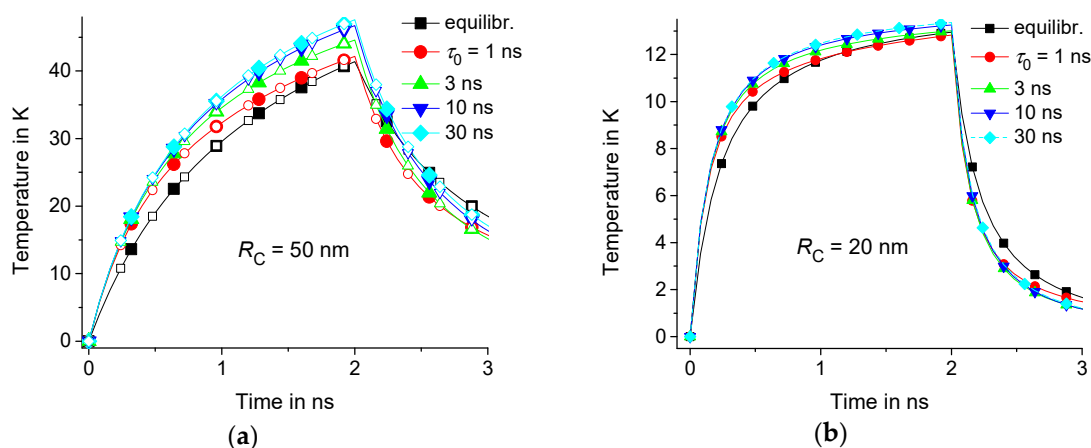 Temperature in K
40
30
20
10
0
equilibr.
τ0 = 1 ns
3 ns
10 ns
30 ns
RC = 50 nm
0 1 2 3
Time in ns
(a)
Temperature in K
12
10
8
6
4
2
0
equilibr.
τ0 = 1 ns
3 ns
10 ns
30 ns
RC = 20 nm
0 1 2 3
Time in ns
(b)